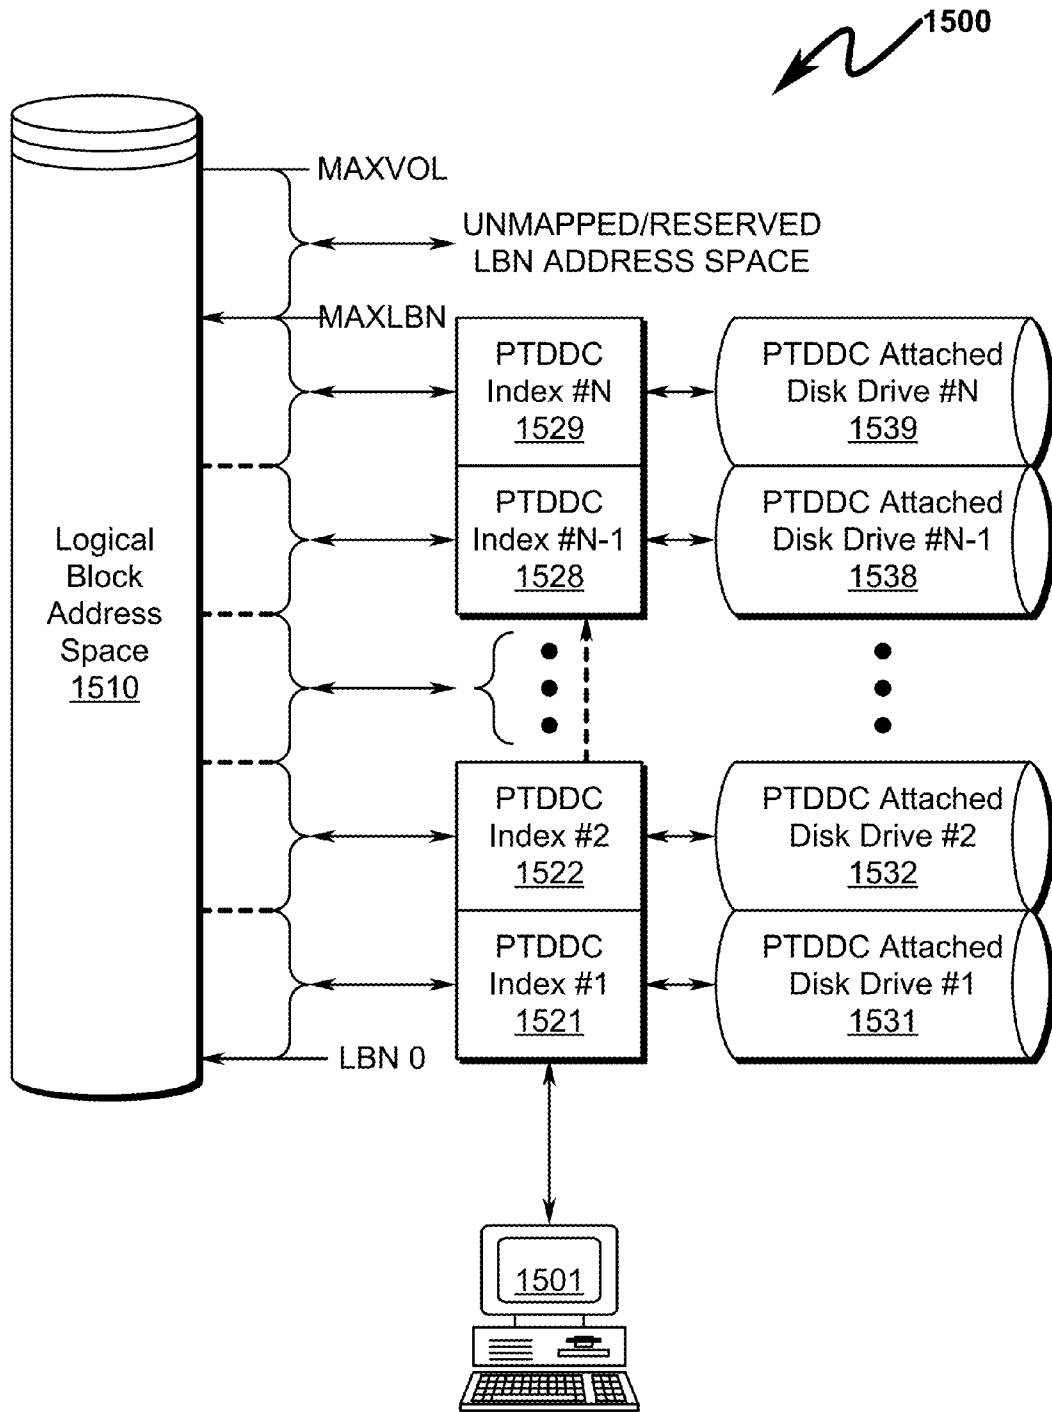 1500
MAXVOL
UNMAPPED/RESERVED
LBN ADDRESS SPACE
MAXLBN
PTDDC
Index #N
1529
PTDDC Attached
Disk Drive #N
1539
PTDDC
Index #N-1
1528
PTDDC Attached
Disk Drive #N-1
1538
Logical
Block
Address
Space
1510
PTDDC
Index #2
1522
PTDDC Attached
Disk Drive #2
1532
PTDDC
Index #1
1521
PTDDC Attached
Disk Drive #1
1531
LBN 0
1501